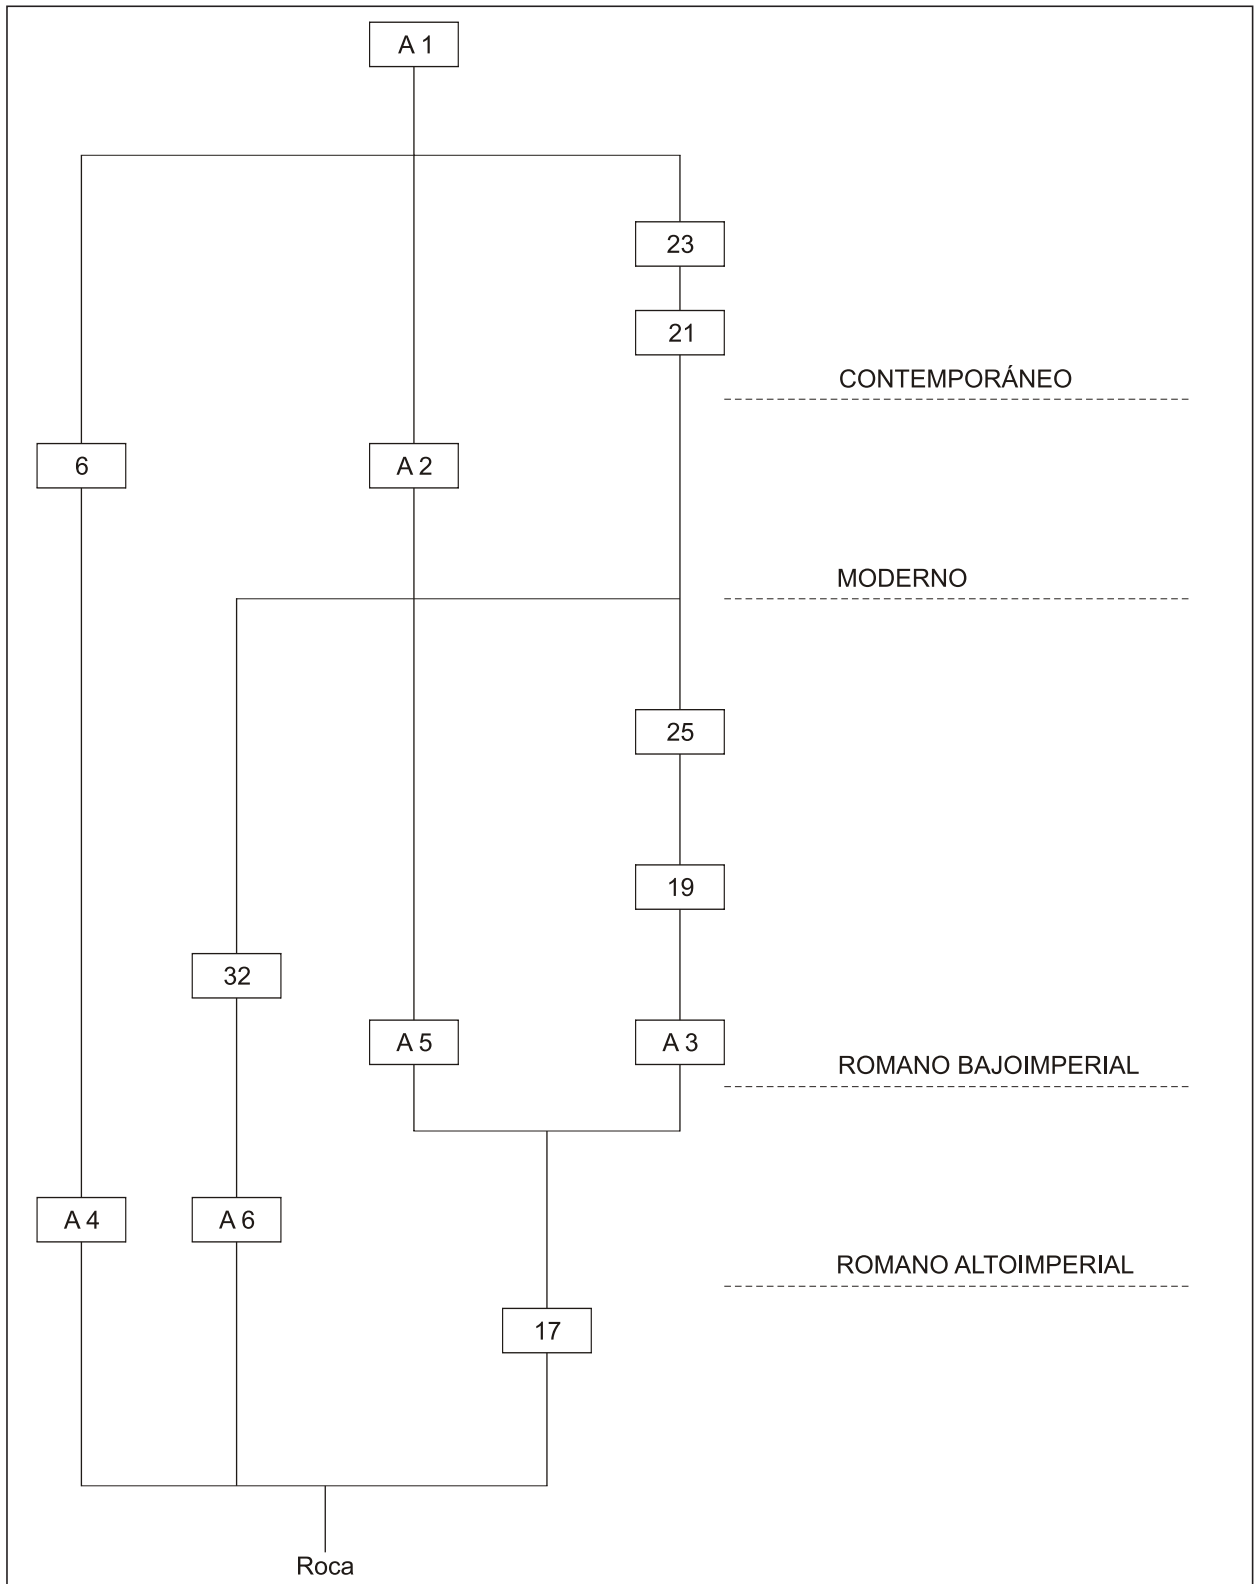 A 1
23
21
CONTEMPORÁNEO
6
A 2
MODERNO
25
19
32
A 5
A 3
ROMANO BAJOIMPERIAL
A 4
A 6
ROMANO ALTOIMPERIAL
17
Roca